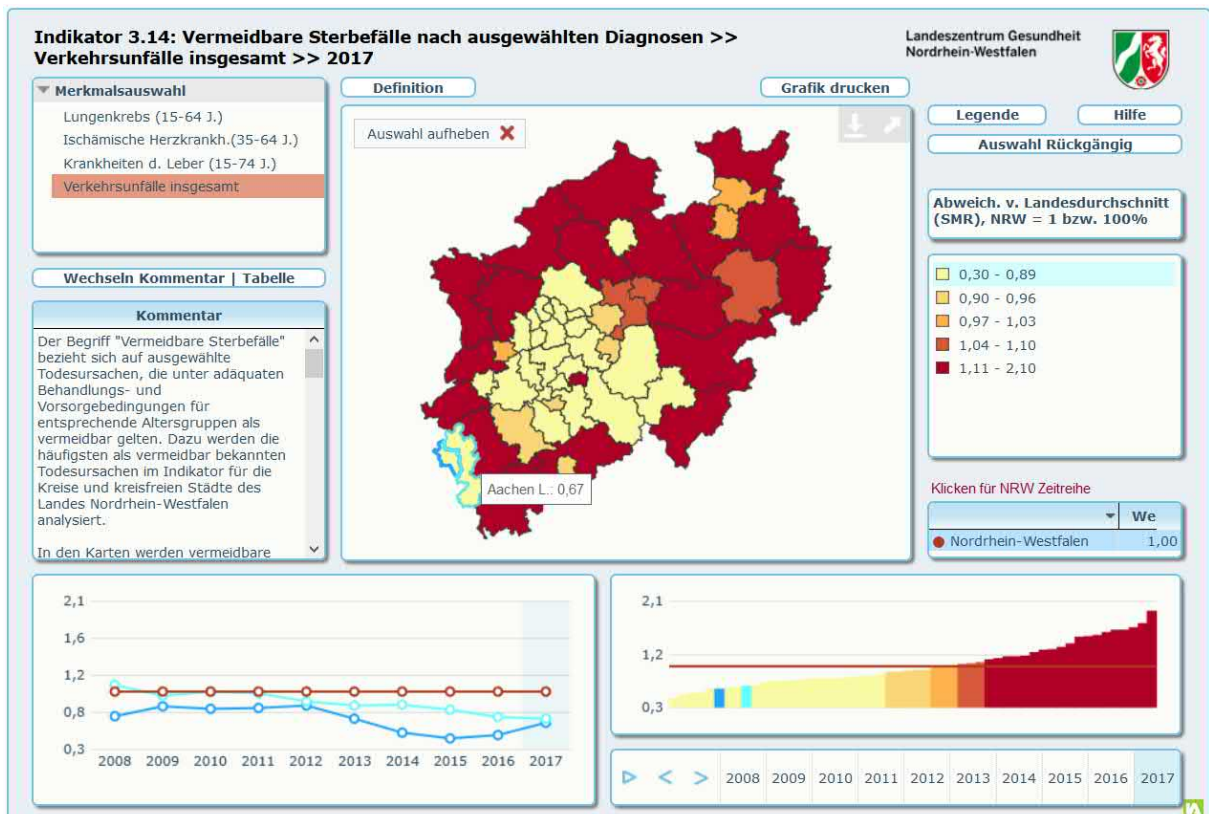 Indikator 3.14: Vermeidbare Sterbefälle nach ausgewählten Diagnosen >>
Verkehrsunfälle insgesamt >> 2017
Landeszentrum Gesundheit
Nordrhein-Westfalen
Merkmalsauswahl
Lungenkrebs (15-64 J.)
Ischämische Herzkrankh.(35-64 J.)
Krankheiten d. Leber (15-74 J.)
Verkehrsunfälle insgesamt
Wechseln Kommentar | Tabelle
Kommentar
Der Begriff "Vermeidbare Sterbefälle"
bezieht sich auf ausgewählte
Todesursachen, die unter adäquaten
Behandlungs- und
Vorsorgebedingungen für
entsprechende Altersgruppen als
vermeidbar gelten. Dazu werden die
häufigsten als vermeidbar bekannten
Todesursachen im Indikator für die
Kreise und kreisfreien Städte des
Landes Nordrhein-Westfalen
analysiert.
In den Karten werden vermeidbare
Definition
Grafik drucken
Auswahl aufheben
Aachen L.: 0,67
Legende
Hilfe
Auswahl Rückgängig
Abweich. v. Landesdurchschnitt
(SMR), NRW = 1 bzw. 100%
0,30 - 0,89
0,90 - 0,96
0,97 - 1,03
1,04 - 1,10
1,11 - 2,10
Klicken für NRW Zeitreihe
We
Nordrhein-Westfalen 1,00
2,1
1,6
1,2
0,8
0,3
2008 2009 2010 2011 2012 2013 2014 2015 2016 2017
2,1
1,2
0,3
2008 2009 2010 2011 2012 2013 2014 2015 2016 2017